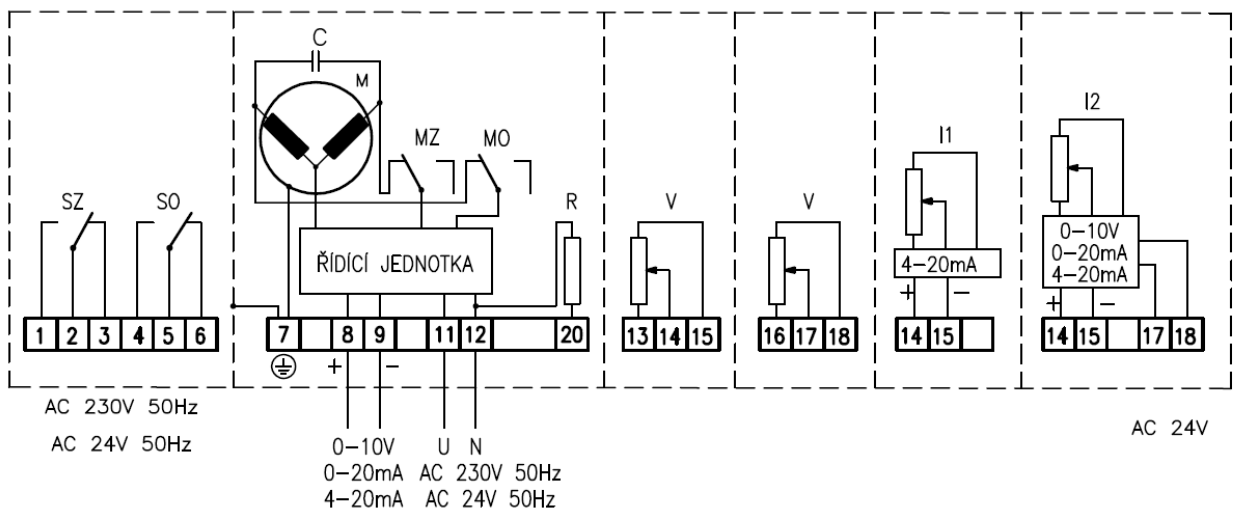 C
M
MZ MO
SZ SO
R
V
V
I1
I2
ŘÍDÍCÍ JEDNOTKA
4-20mA
+ -
0-10V
0-20mA
4-20mA
+ -
1 2 3 4 5 6
7 8 9 11 12 20
13 14 15
16 17 18
14 15
14 15 17 18
+ -
AC 230V 50Hz
AC 24V 50Hz
0-10V U N
0-20mA AC 230V 50Hz
4-20mA AC 24V 50Hz
AC 24V